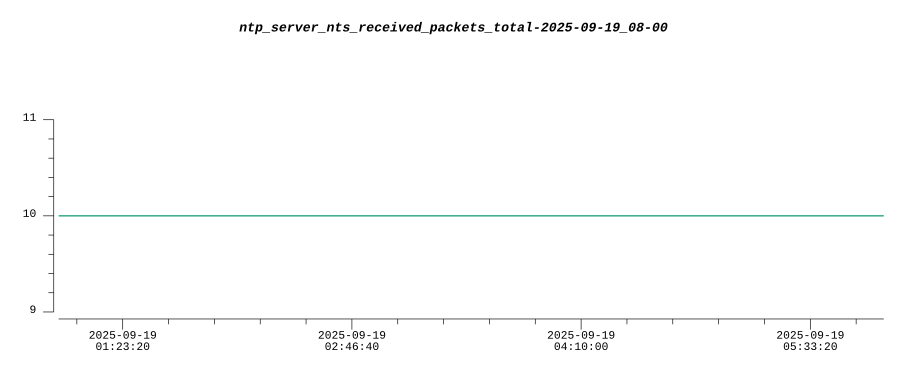 ntp_server_nts_received_packets_total-2025-09-19_08-00
11
10
9
2025-09-19 2025-09-19 2025-09-19 2025-09-19
01:23:20 02:46:40 04:10:00 05:33:20